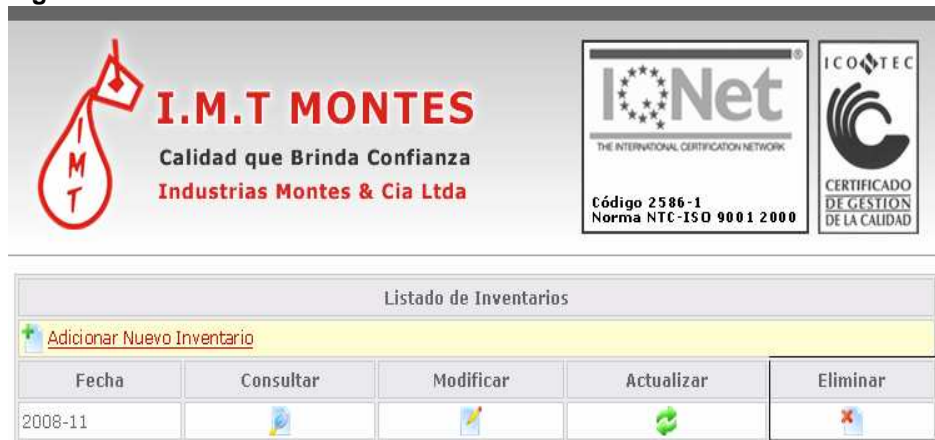 I
M
T
I.M.T MONTES
Calidad que Brinda Confianza
Industrias Montes & Cia Ltda
IQNet
®
THE INTERNATIONAL CERTIFICATION NETWORK
Código 2586-1
Norma NTC-ISO 9001 2000
ICONTEC
CERTIFICADO
DE GESTION
DE LA CALIDAD
Listado de Inventarios
Adicionar Nuevo Inventario
Fecha Consultar Modificar Actualizar Eliminar
2008-11